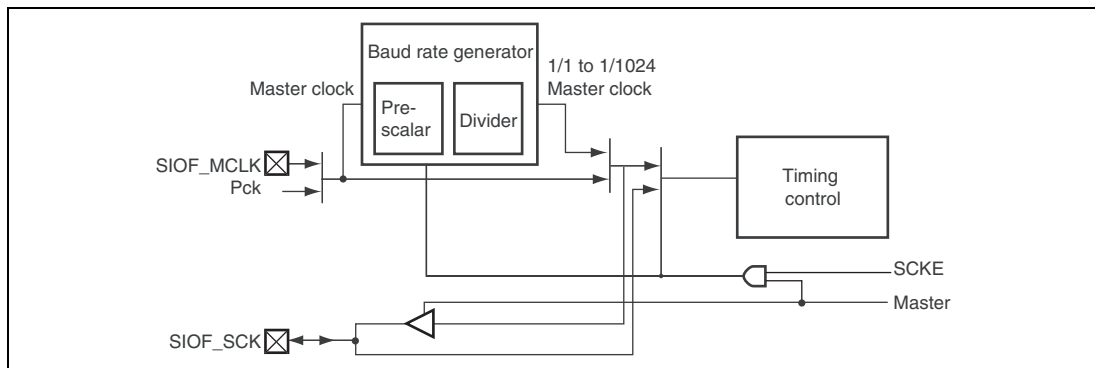 Baud rate generator
1/1 to 1/1024
Master clock
Master clock
Pre-
scalar
Divider
SIOF_MCLK
Pck
Timing
control
SCKE
Master
SIOF_SCK